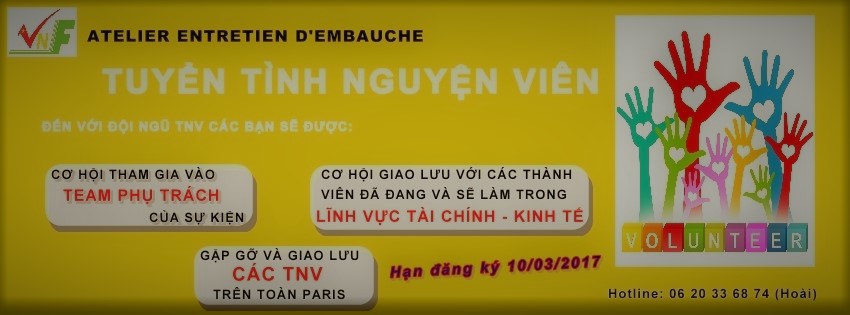 VNF
ATELIER ENTRETIEN D'EMBAUCHE
TUYỂN TÌNH NGUYỆN VIÊN
ĐẾN VỚI ĐỘI NGŨ TNV CÁC BẠN SẼ ĐƯỢC:
CƠ HỘI THAM GIA VÀO
TEAM PHỤ TRÁCH
CỦA SỰ KIỆN
CƠ HỘI GIAO LƯU VỚI CÁC THÀNH
VIÊN ĐÃ ĐANG VÀ SẼ LÀM TRONG
LĨNH VỰC TÀI CHÍNH - KINH TẾ
GẶP GỠ VÀ GIAO LƯU
CÁC TNV
TRÊN TOÀN PARIS
Hạn đăng ký 10/03/2017
VOLUNTEER
Hotline: 06 20 33 68 74 (Hoài)